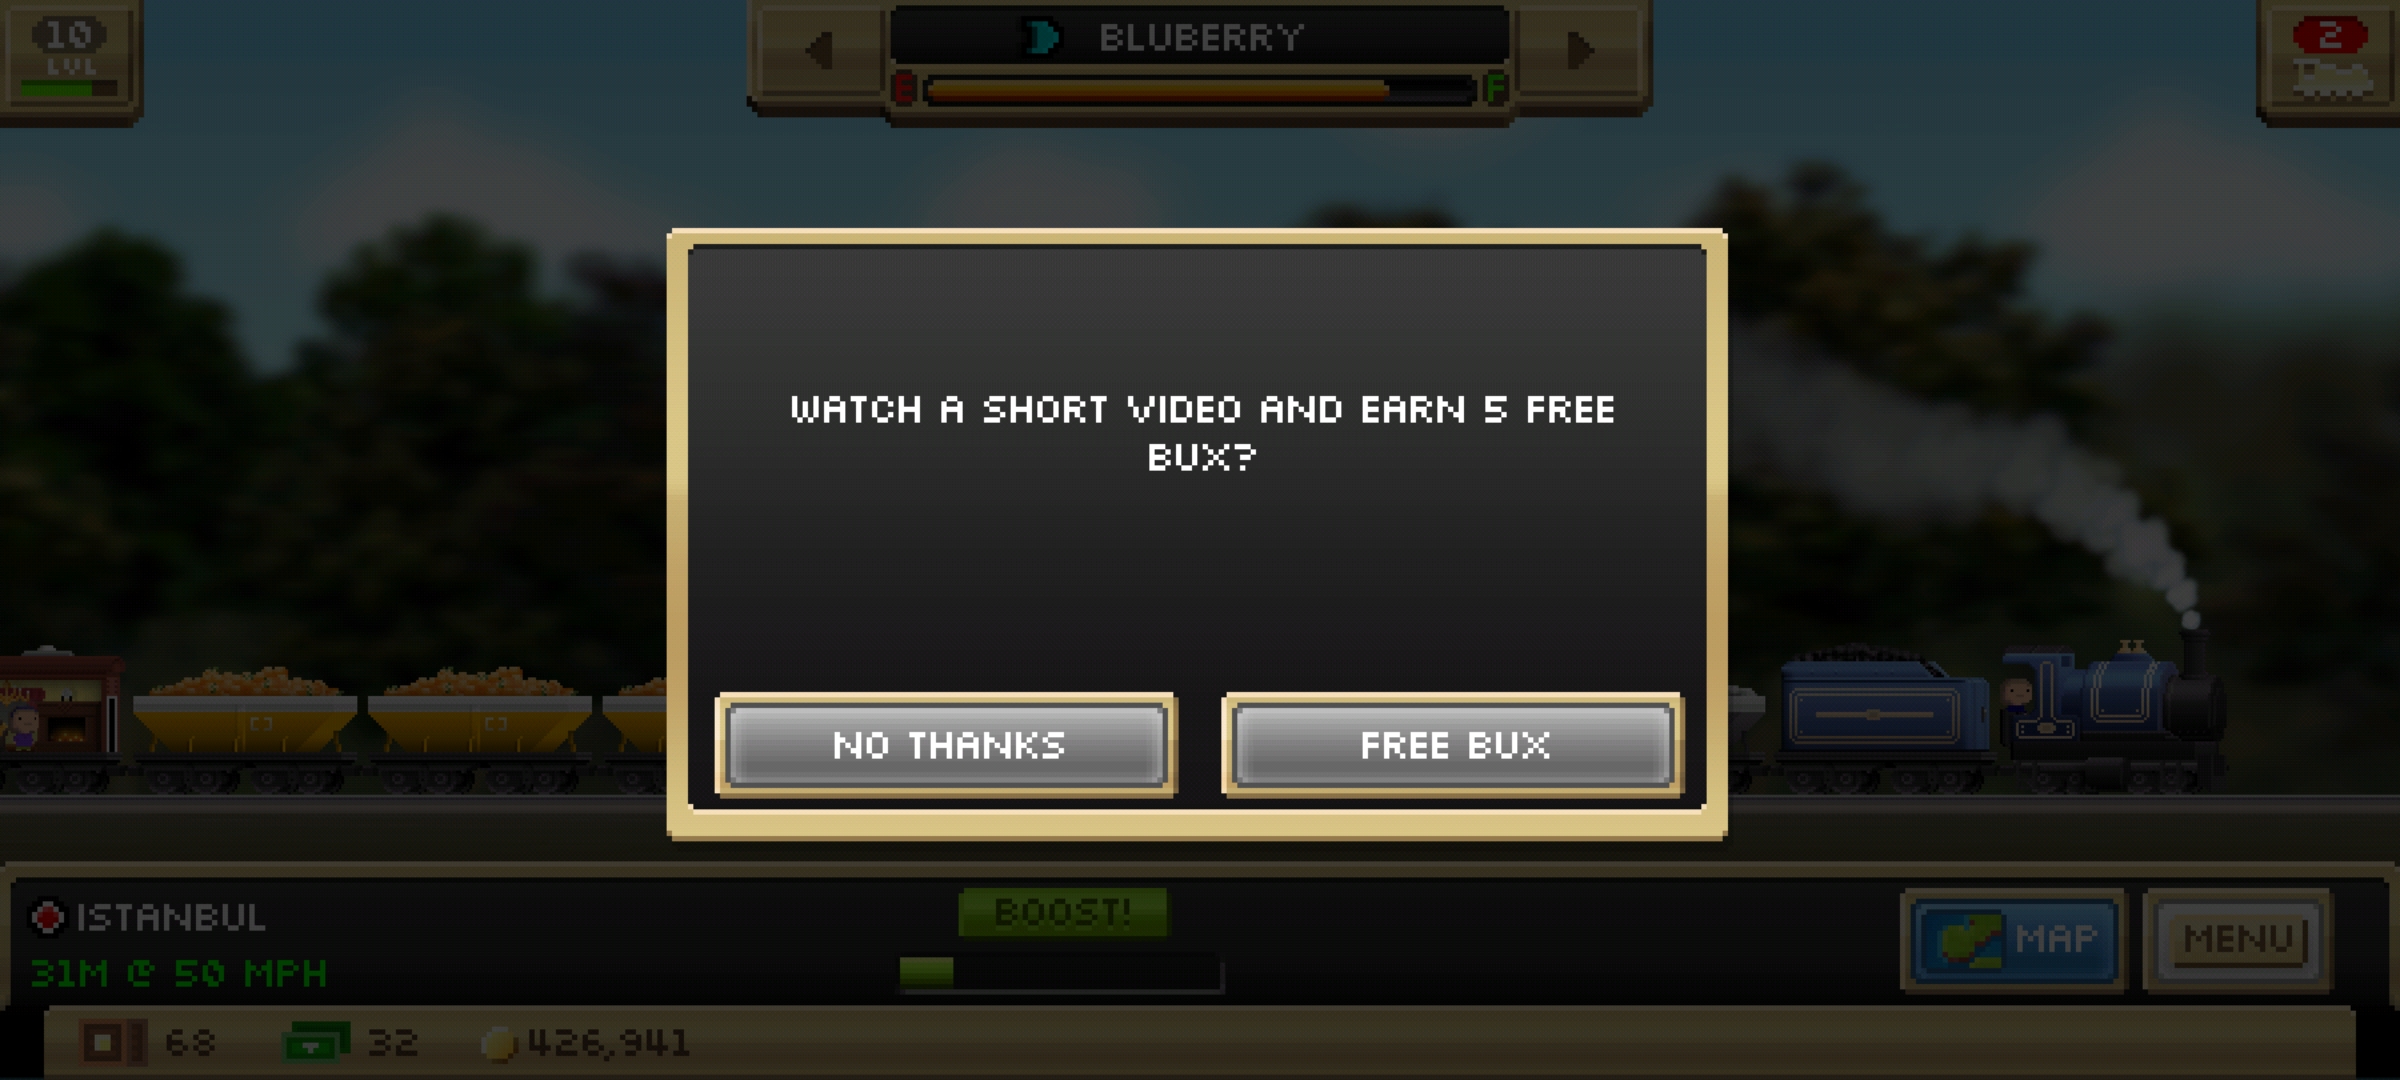 10
LVL
BLUBERRY
E F
2
WATCH A SHORT VIDEO AND EARN 5 FREE
BUX?
NO THANKS FREE BUX
ISTANBUL
31M @ 50 MPH
BOOST!
MAP
MENU
68 32 426,941